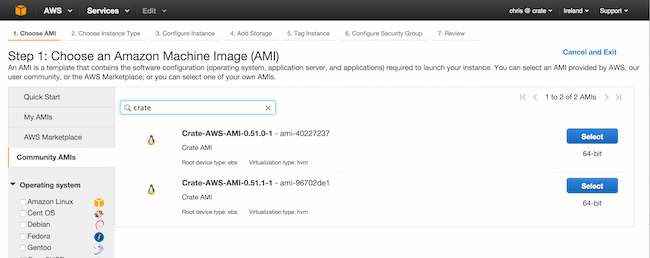 AWS Services Edit chris @ crate Ireland Support
1. Choose AMI 2. Choose Instance Type 3. Configure Instance 4. Add Storage 5. Tag Instance 6. Configure Security Group 7. Review
Step 1: Choose an Amazon Machine Image (AMI)
Cancel and Exit
An AMI is a template that contains the software configuration (operating system, application server, and applications) required to launch your instance. You can select an AMI provided by AWS, our
user community, or the AWS Marketplace; or you can select one of your own AMIs.
Quick Start
My AMIs
AWS Marketplace
Community AMIs
Operating system
Amazon Linux
Cent OS
Debian
Fedora
Gentoo
crate
1 to 2 of 2 AMIs
Crate-AWS-AMI-0.51.0-1 - ami-40227237
Crate AMI
Root device type: ebs Virtualization type: hvm
Select
64-bit
Crate-AWS-AMI-0.51.1-1 - ami-96702de1
Crate AMI
Root device type: ebs Virtualization type: hvm
Select
64-bit